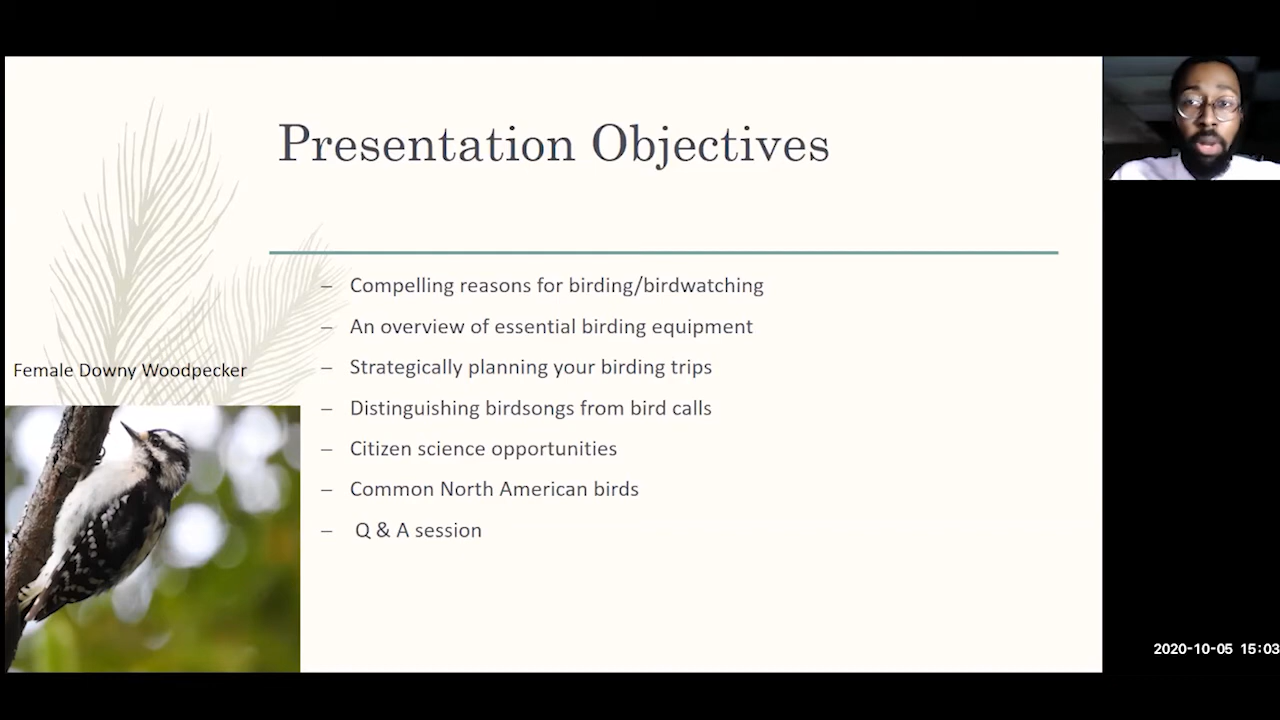 Presentation Objectives
– Compelling reasons for birding/birdwatching
– An overview of essential birding equipment
– Strategically planning your birding trips
– Distinguishing birdsongs from bird calls
– Citizen science opportunities
– Common North American birds
– Q & A session
Female Downy Woodpecker
2020-10-05 15:03